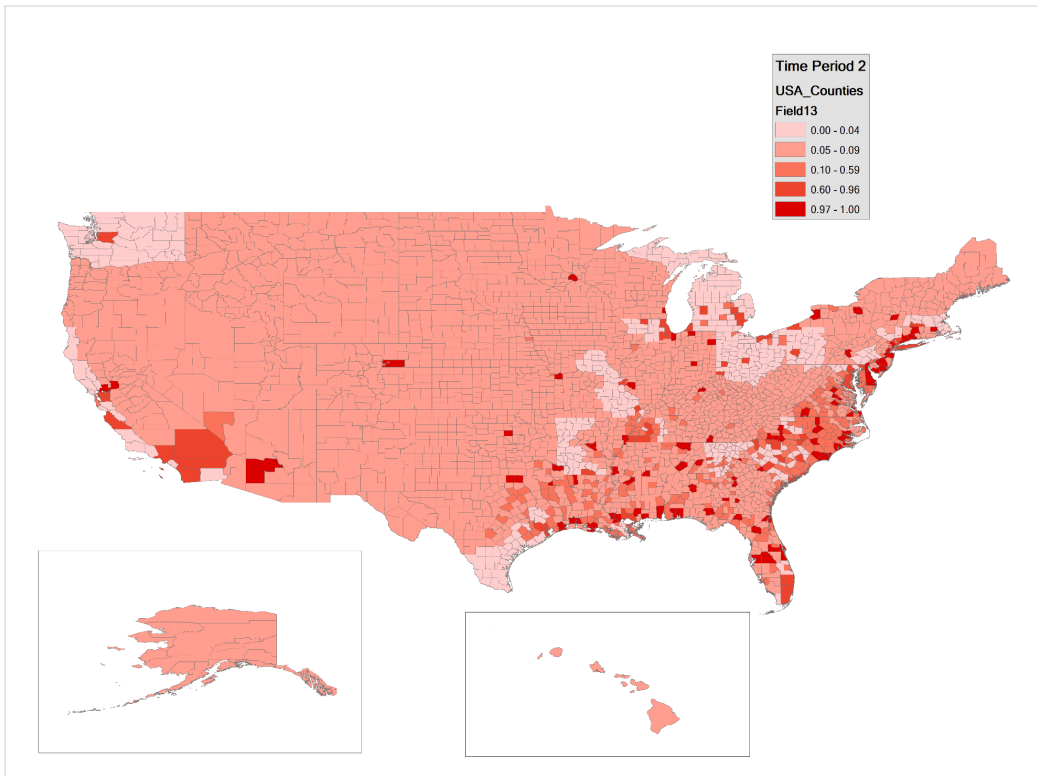 Time Period 2
USA_Counties
Field13
0.00 - 0.04
0.05 - 0.09
0.10 - 0.59
0.60 - 0.96
0.97 - 1.00